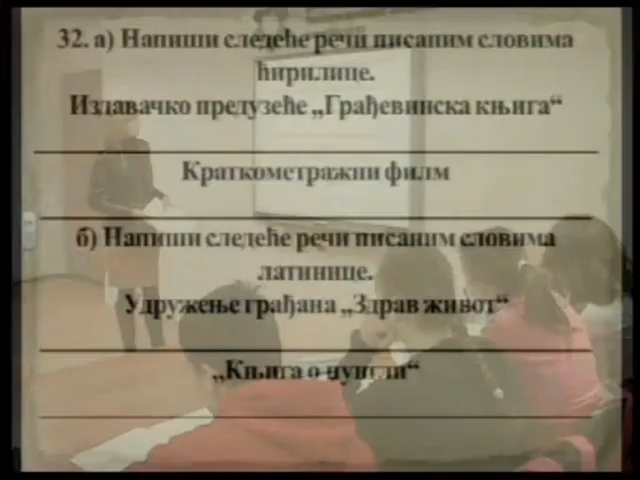 32. а) Напиши следеће речи писаним словима
ћирилице.
Издавачко предузеће „Грађевинска књига“
Краткометражни филм
б) Напиши следеће речи писаним словима
латинице.
Удружење грађана „Здрав живот“
„Књига о